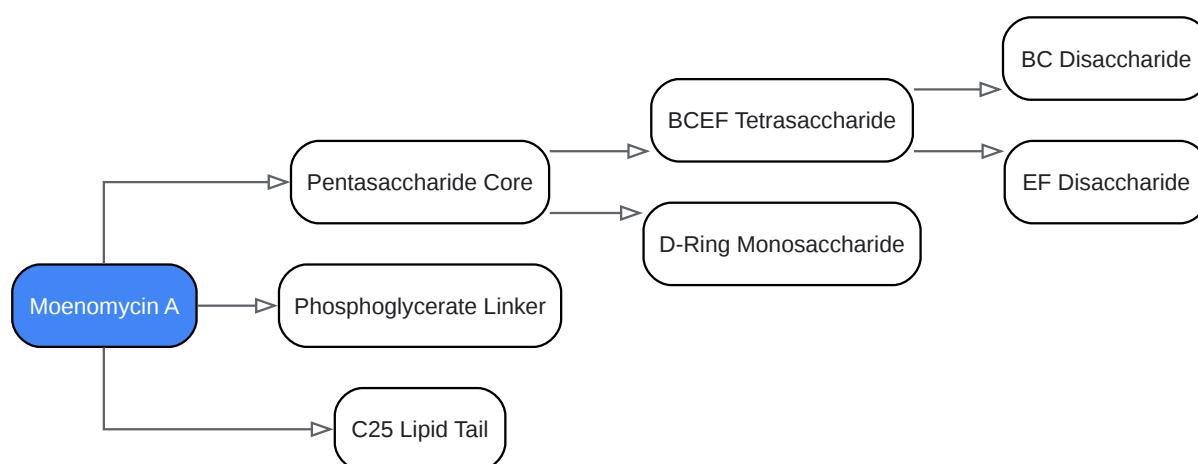 BC Disaccharide
BCEF Tetrasaccharide
Pentasaccharide Core
EF Disaccharide
D-Ring Monosaccharide
Moenomycin A
Phosphoglycerate Linker
C25 Lipid Tail